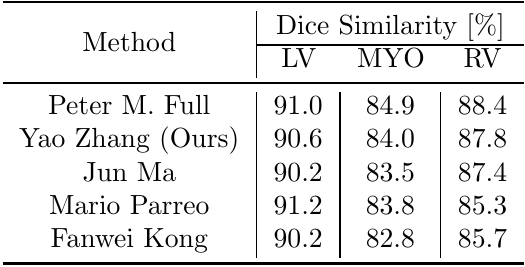 Method Dice Similarity [%]
LV MYO RV
Peter M. Full 91.0 84.9 88.4
Yao Zhang (Ours) 90.6 84.0 87.8
Jun Ma 90.2 83.5 87.4
Mario Parreo 91.2 83.8 85.3
Fanwei Kong 90.2 82.8 85.7